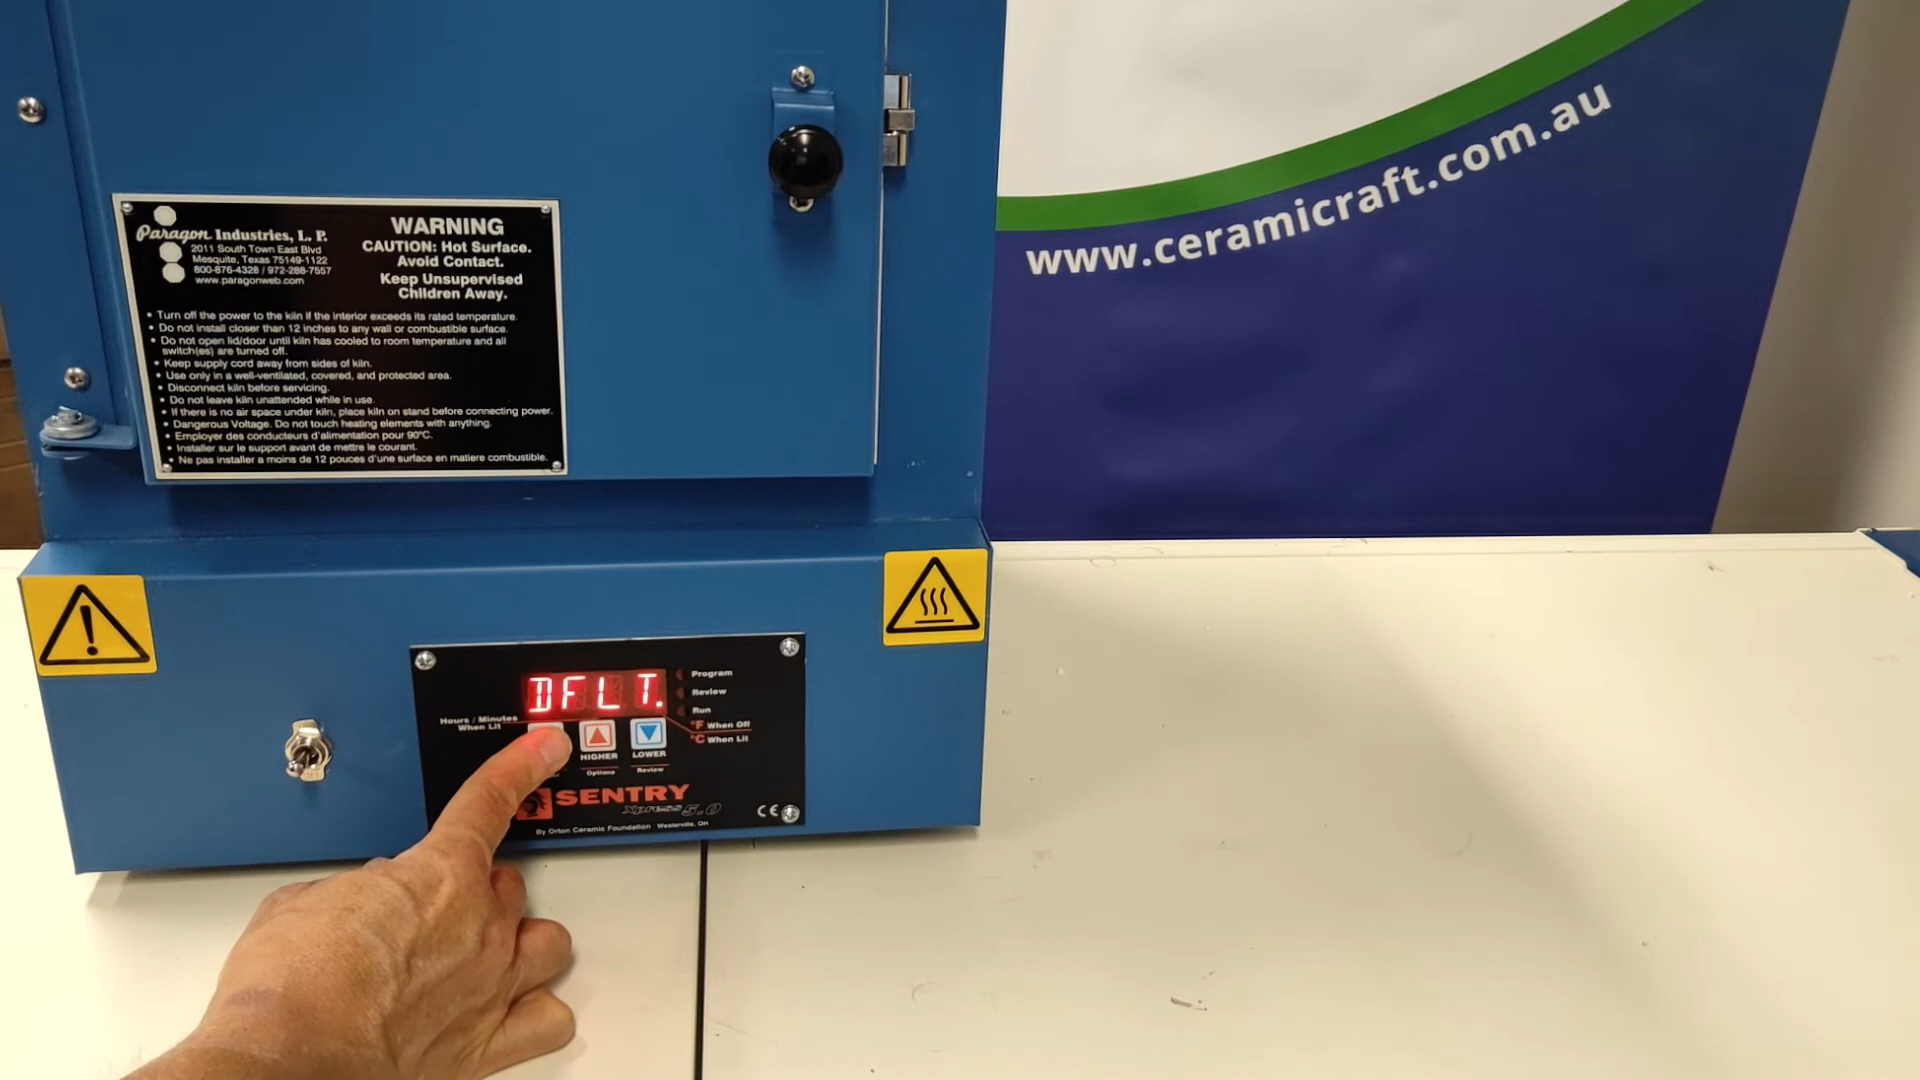 www.ceramicraft.com.au
Paragon Industries, L. P.
2011 South Town East Blvd
Mesquite, Texas 75149-1122
800-876-4328 / 972-288-7557
www.paragonweb.com
WARNING
CAUTION: Hot Surface.
Avoid Contact.
Keep Unsupervised
Children Away.
• Turn off the power to the kiln if the interior exceeds its rated temperature.
• Do not install closer than 12 inches to any wall or combustible surface.
• Do not open lid/door until kiln has cooled to room temperature and all
switch(es) are turned off.
• Keep supply cord away from sides of kiln.
• Use only in a well-ventilated, covered, and protected area.
• Disconnect kiln before servicing.
• Do not leave kiln unattended while in use.
• If there is no air space under kiln, place kiln on stand before connecting power.
• Dangerous Voltage. Do not touch heating elements with anything.
• Employer des conducteurs d'alimentation pour 90°C.
• Installer sur le support avant de mettre le courant.
• Ne pas installer a moins de 12 pouces d'une surface en matiere combustible.
DFLT.
Program
Review
Run
°F When Off
°C When Lit
Hours / Minutes
When Lit
HIGHER
LOWER
Options
Review
SENTRY
Xpress 5.0
CE
By Orton Ceramic Foundation Westerville, OH